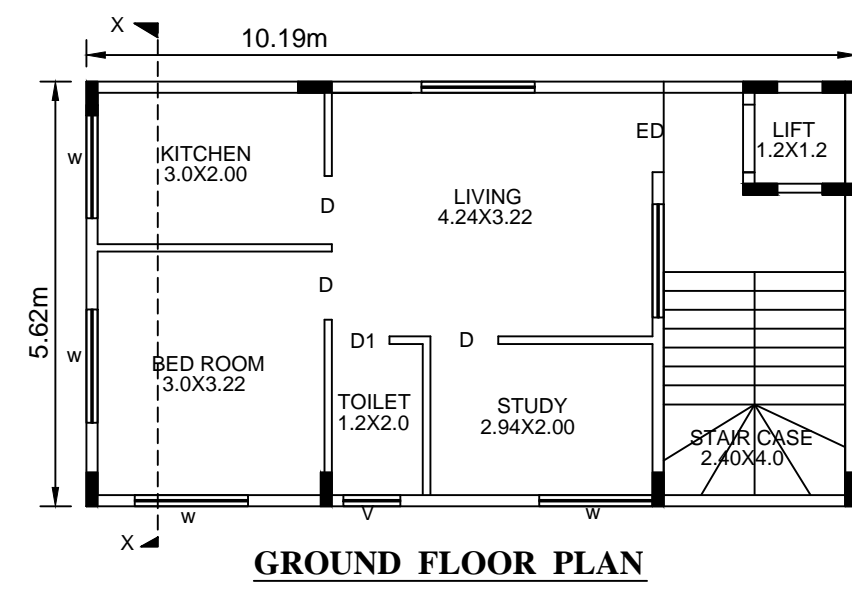 X
10.19m
ED
LIFT
1.2X1.2
w
KITCHEN
3.0X2.00
LIVING
4.24X3.22
D
D
5.62m
w
BED ROOM
3.0X3.22
D1
D
TOILET
1.2X2.0
STUDY
2.94X2.00
STAIR CASE
2.40X4.0
w
V
w
X
GROUND FLOOR PLAN